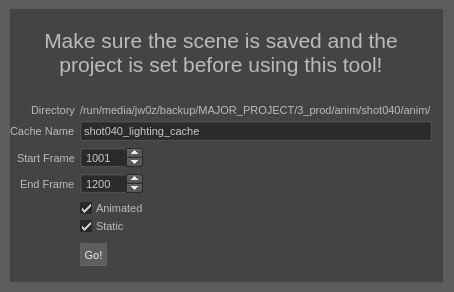 Make sure the scene is saved and the
project is set before using this tool!
Directory /run/media/jw0z/backup/MAJOR_PROJECT/3_prod/anim/shot040/anim/
Cache Name shot040_lighting_cache
Start Frame 1001
End Frame 1200
Animated
Static
Go!